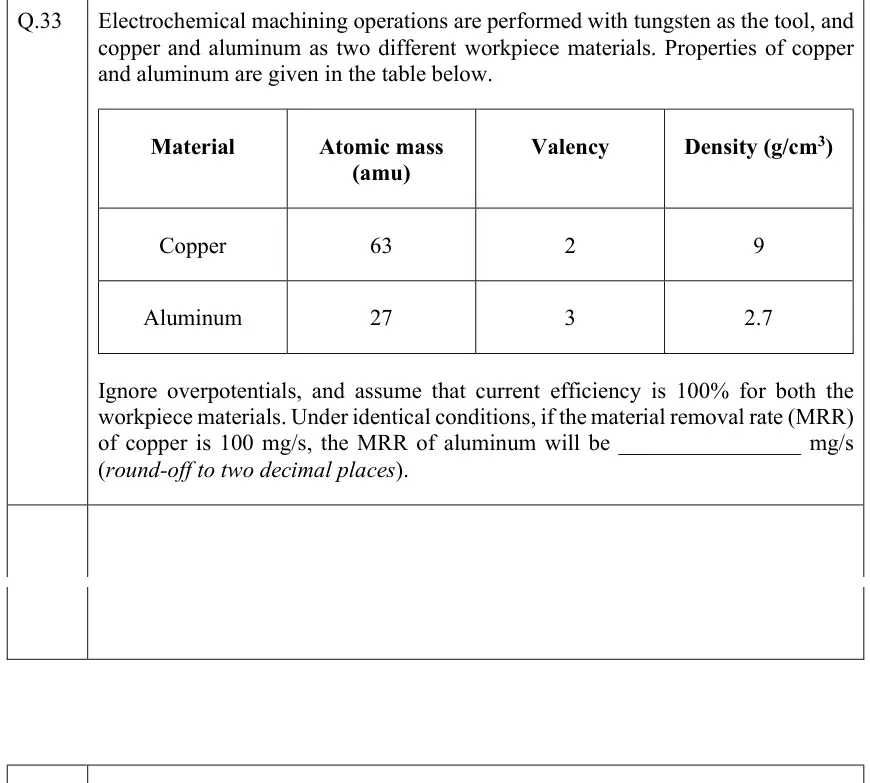 Q.33
Electrochemical machining operations are performed with tungsten as the tool, and
copper and aluminum as two different workpiece materials. Properties of copper
and aluminum are given in the table below.
Material Atomic mass (amu) Valency Density (g/cm³)
Copper 63 2 9
Aluminum 27 3 2.7
Ignore overpotentials, and assume that current efficiency is 100% for both the
workpiece materials. Under identical conditions, if the material removal rate (MRR)
of copper is 100 mg/s, the MRR of aluminum will be ________________ mg/s
(round-off to two decimal places).